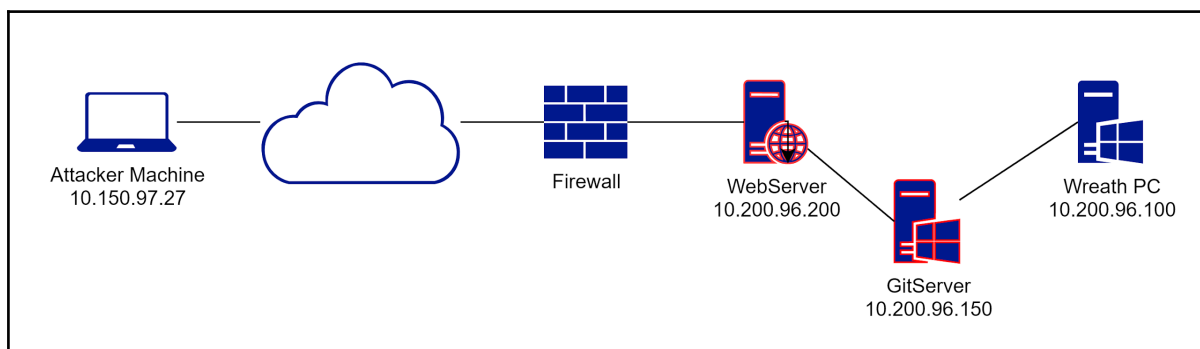 Attacker Machine
10.150.97.27
Firewall
WebServer
10.200.96.200
GitServer
10.200.96.150
Wreath PC
10.200.96.100